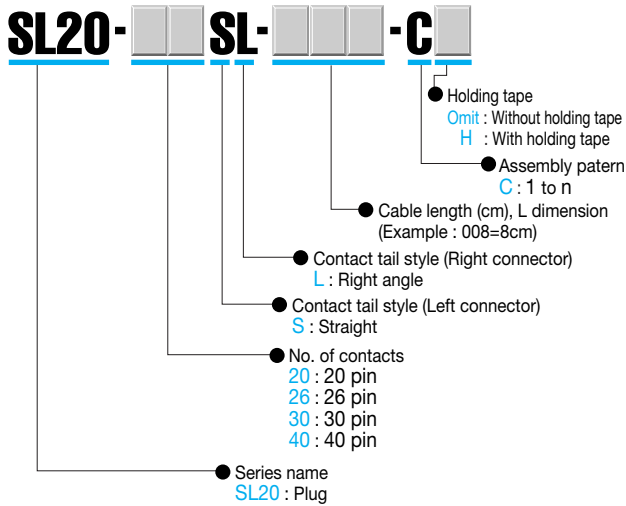 SL20- SL- -C
Holding tape
Omit : Without holding tape
H : With holding tape
Assembly patern
C : 1 to n
Cable length (cm), L dimension
(Example : 008=8cm)
Contact tail style (Right connector)
L : Right angle
Contact tail style (Left connector)
S : Straight
No. of contacts
20 : 20 pin
26 : 26 pin
30 : 30 pin
40 : 40 pin
Series name
SL20 : Plug